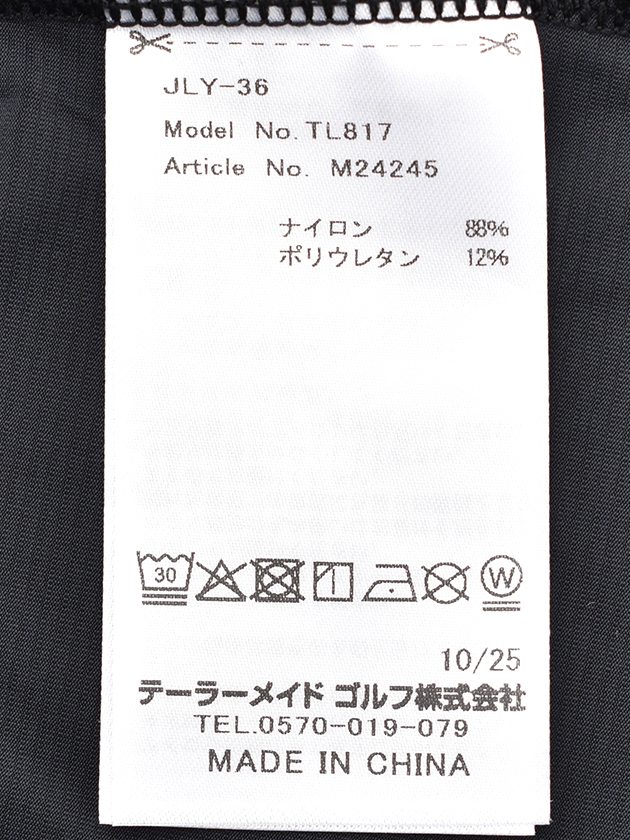 JLY-36
Model No.TL817
Article No. M24245
ナイロン 88%
ポリウレタン 12%
30 W
10/25
テーラーメイド ゴルフ株式会社
TEL.0570-019-079
MADE IN CHINA